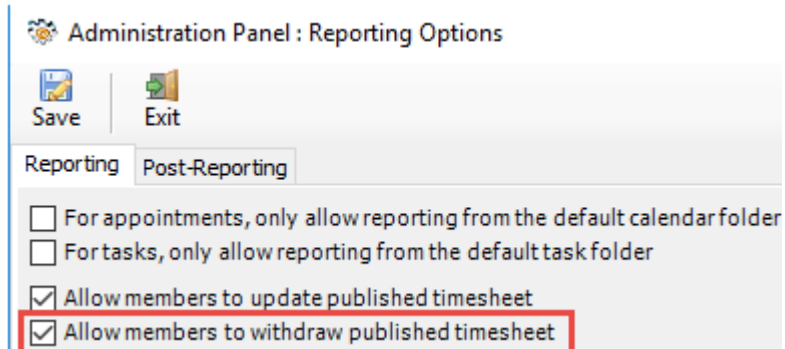 Administration Panel : Reporting Options
Save Exit
Reporting Post-Reporting
For appointments, only allow reporting from the default calendar folder
For tasks, only allow reporting from the default task folder
Allow members to update published timesheet
Allow members to withdraw published timesheet